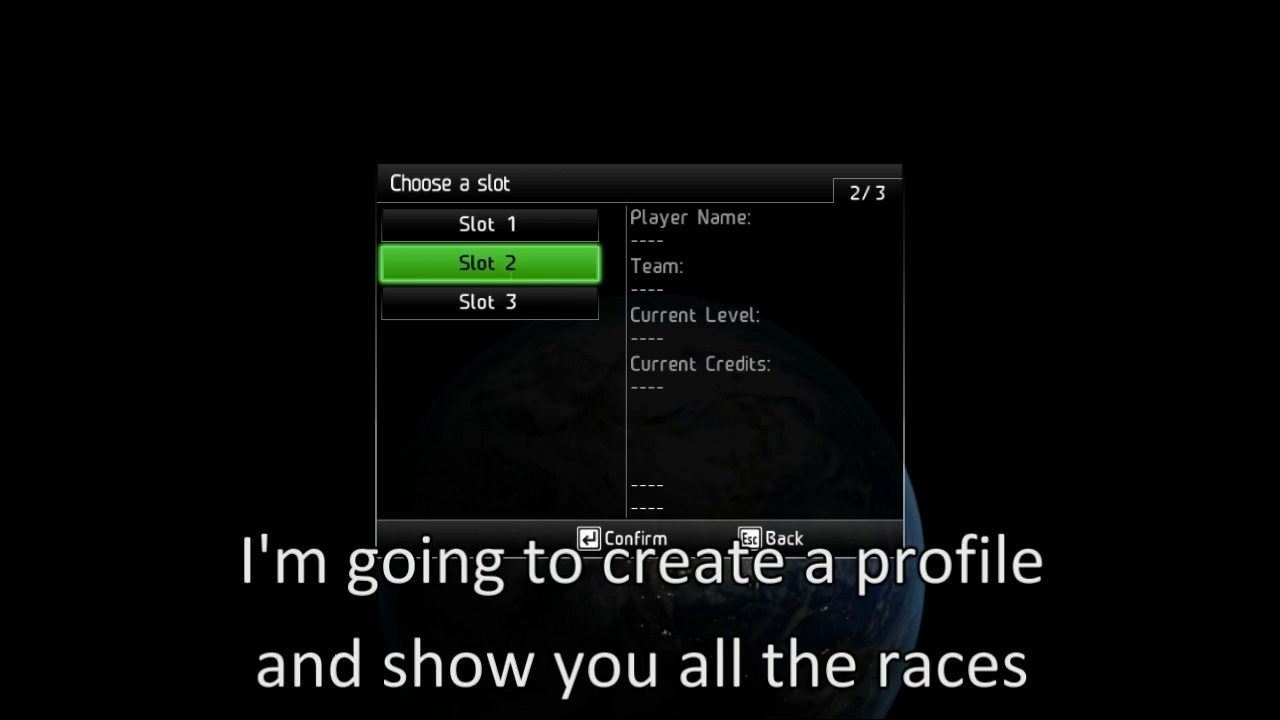 Choose a slot
2/3
Slot 1
Slot 2
Slot 3
Player Name:
----
Team:
----
Current Level:
----
Current Credits:
----
----
----
Confirm
Esc Back
I'm going to create a profile
and show you all the races